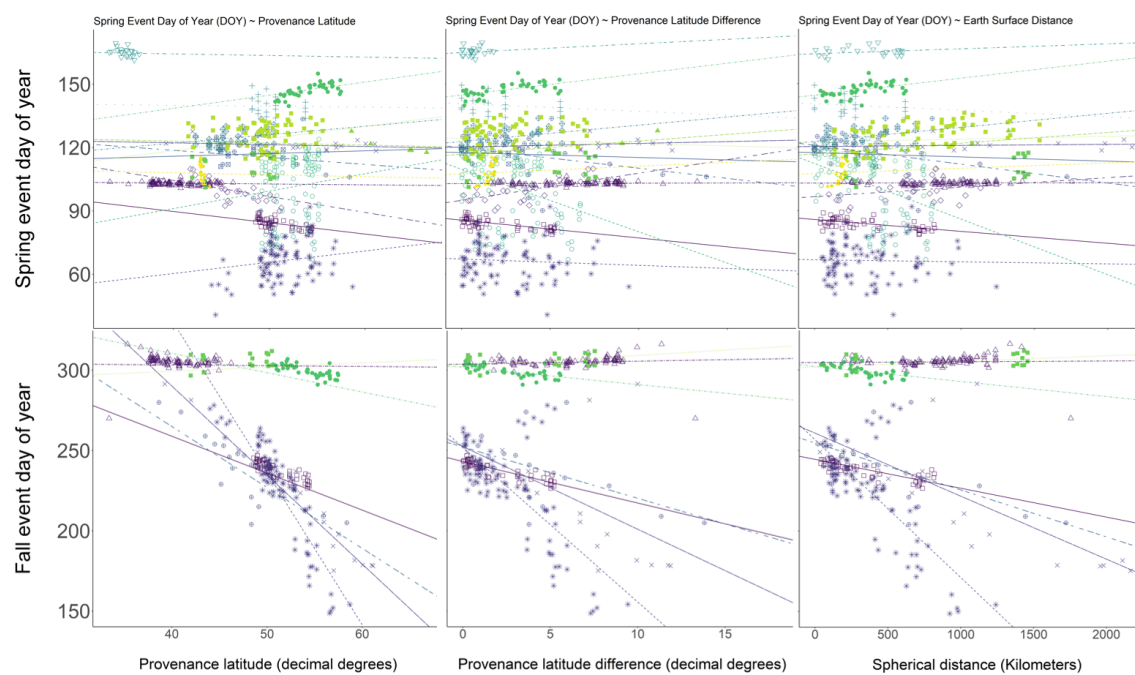 Spring Event Day of Year (DOY) ~ Provenance Latitude
Spring Event Day of Year (DOY) ~ Provenance Latitude Difference
Spring Event Day of Year (DOY) ~ Earth Surface Distance
Spring event day of year
150
120
90
60
Fall event day of year
300
250
200
150
40
50
60
0
5
10
15
0
500
1000
1500
2000
Provenance latitude (decimal degrees)
Provenance latitude difference (decimal degrees)
Spherical distance (Kilometers)